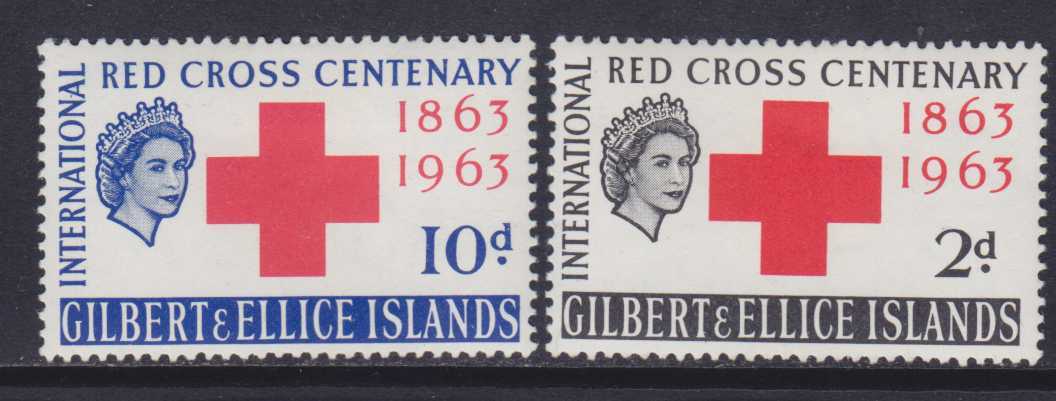 INTERNATIONAL
RED CROSS CENTENARY
1863
1963
10d.
GILBERT & ELLICE ISLANDS
INTERNATIONAL
RED CROSS CENTENARY
1863
1963
2d.
GILBERT & ELLICE ISLANDS